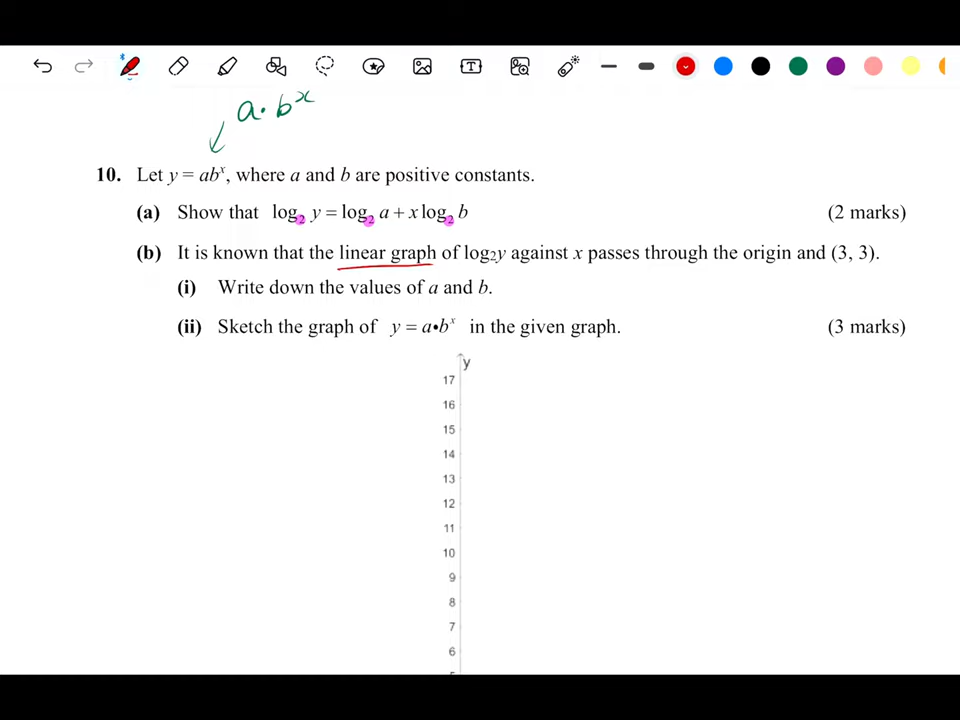 a·bˣ
10. Let y = abˣ, where a and b are positive constants.
(a) Show that log₂ y = log₂ a + x log₂ b (2 marks)
(b) It is known that the linear graph of log₂y against x passes through the origin and (3, 3).
(i) Write down the values of a and b.
(ii) Sketch the graph of y = a•bˣ in the given graph. (3 marks)
y
17
16
15
14
13
12
11
10
9
8
7
6